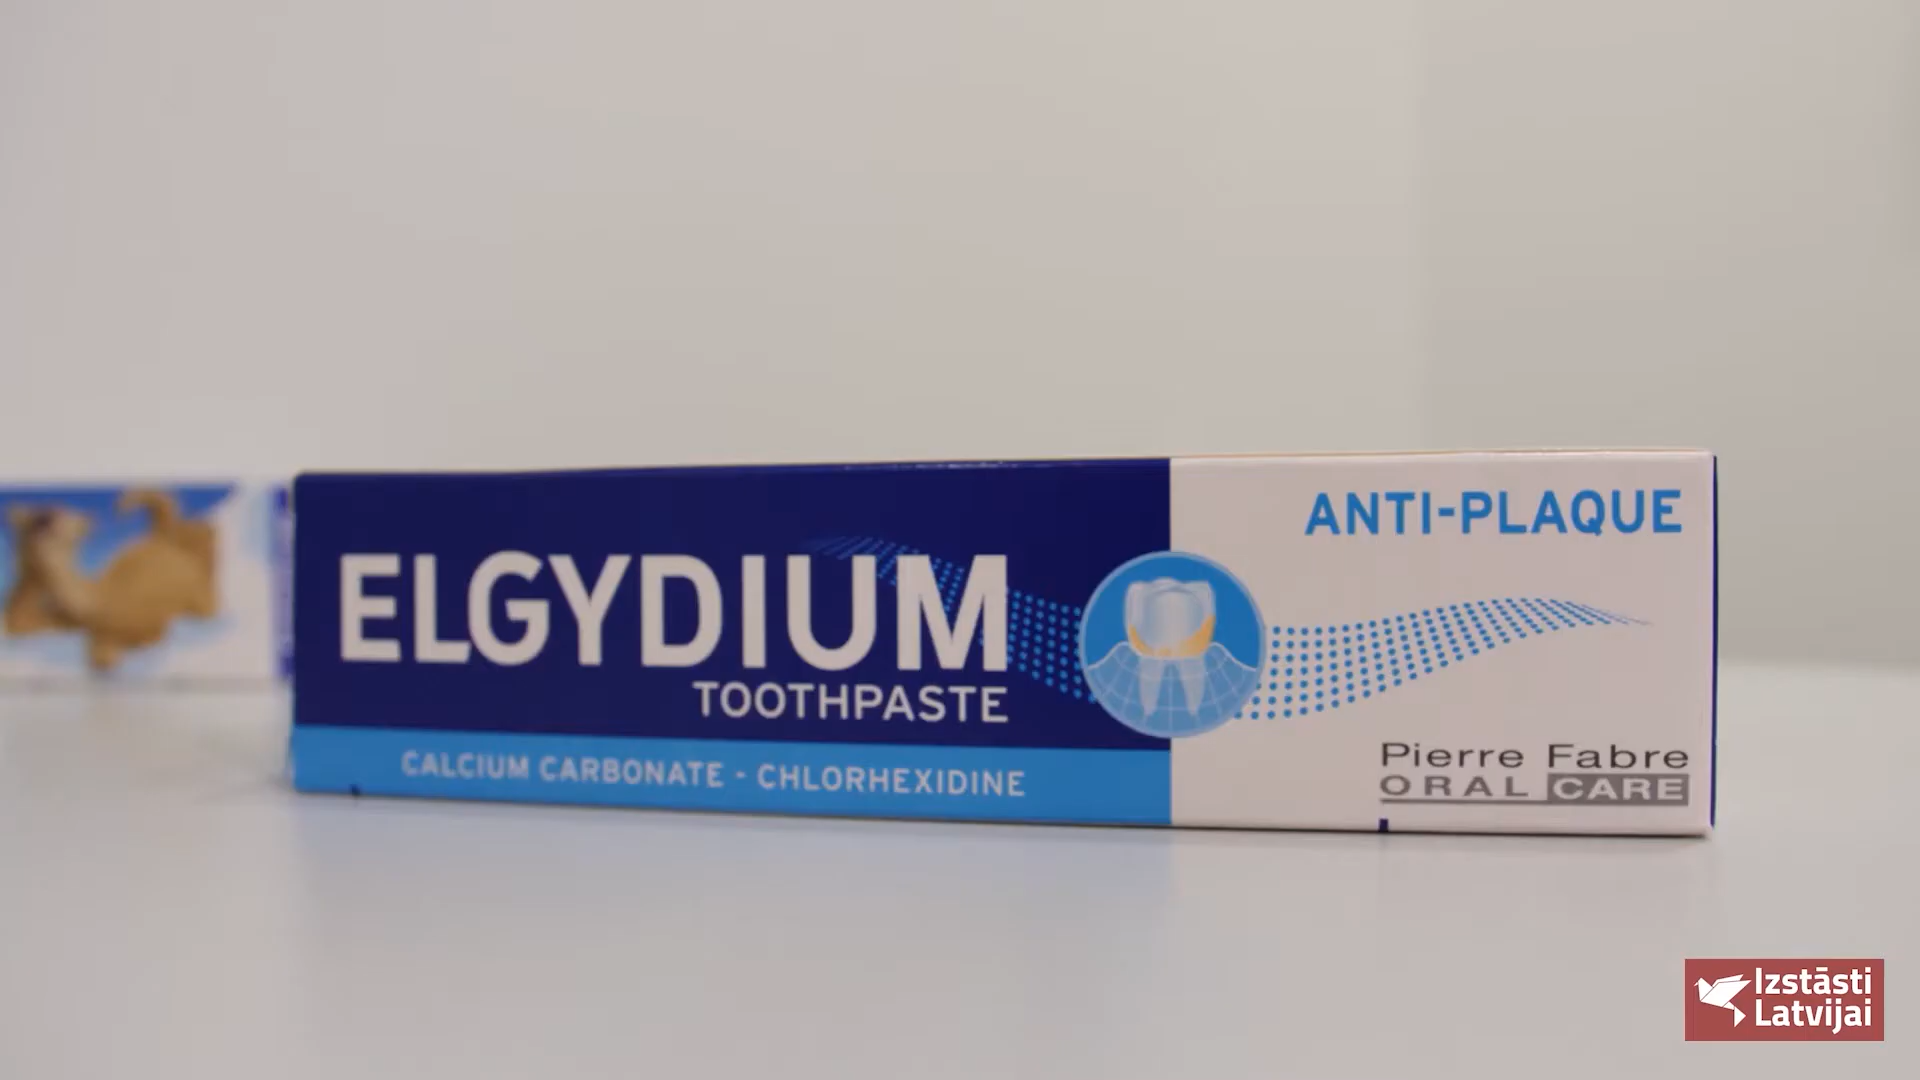 ANTI-PLAQUE
ELGYDIUM
TOOTHPASTE
CALCIUM CARBONATE - CHLORHEXIDINE
Pierre Fabre
ORAL CARE
Izstāsti
Latvijai